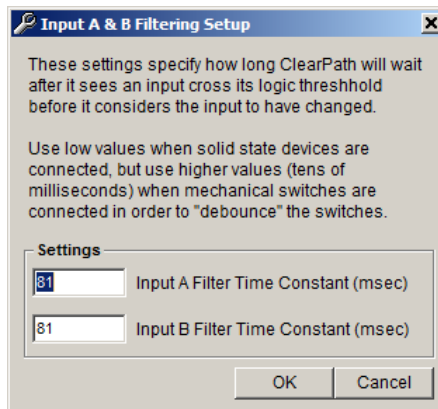 Input A & B Filtering Setup
These settings specify how long ClearPath will wait
after it sees an input cross its logic threshhold
before it considers the input to have changed.
Use low values when solid state devices are
connected, but use higher values (tens of
milliseconds) when mechanical switches are
connected in order to "debounce" the switches.
Settings
81 Input A Filter Time Constant (msec)
81 Input B Filter Time Constant (msec)
OK Cancel